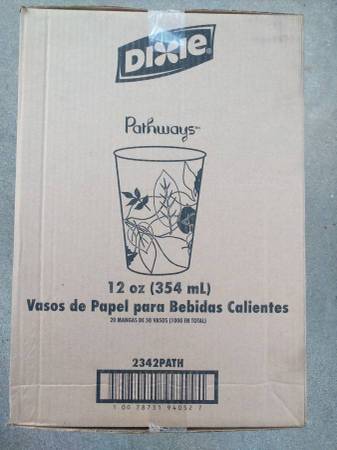 DIXIE®
Pathways™
12 oz (354 mL)
Vasos de Papel para Bebidas Calientes
20 MANGAS DE 50 VASOS (1000 EN TOTAL)
2342PATH
1 00 78731 94052 7